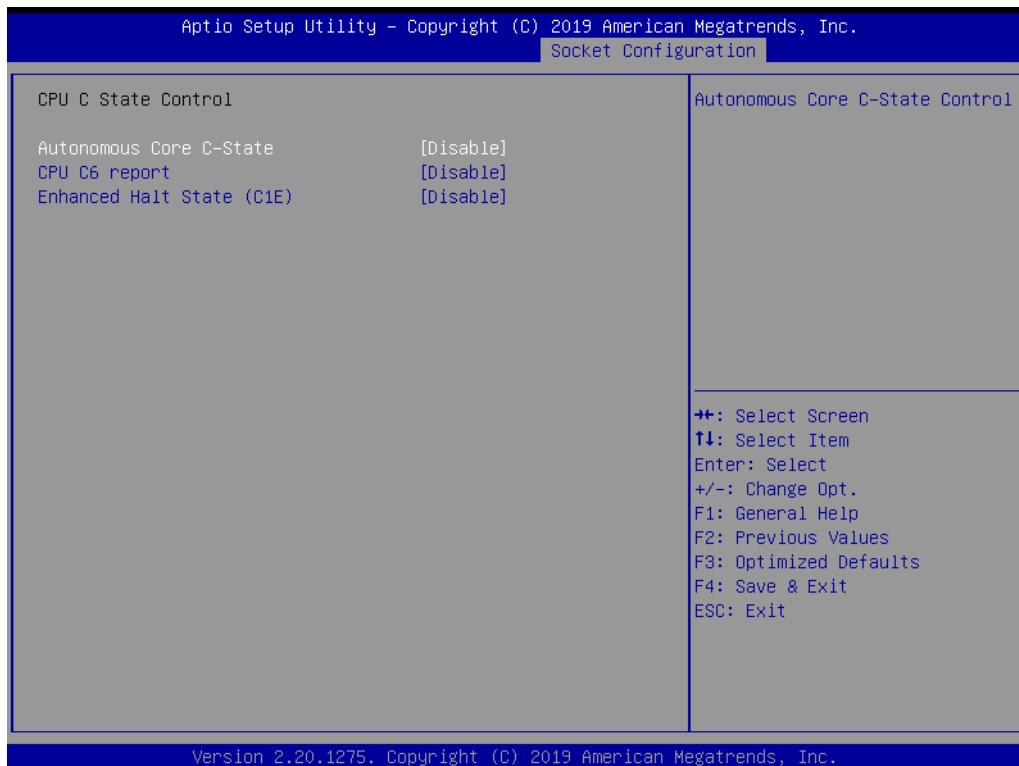 Aptio Setup Utility – Copyright (C) 2019 American Megatrends, Inc.
Socket Configuration
CPU C State Control
Autonomous Core C-State [Disable]
CPU C6 report [Disable]
Enhanced Halt State (C1E) [Disable]
Autonomous Core C-State Control
→←: Select Screen
↑↓: Select Item
Enter: Select
+/-: Change Opt.
F1: General Help
F2: Previous Values
F3: Optimized Defaults
F4: Save & Exit
ESC: Exit
Version 2.20.1275. Copyright (C) 2019 American Megatrends, Inc.